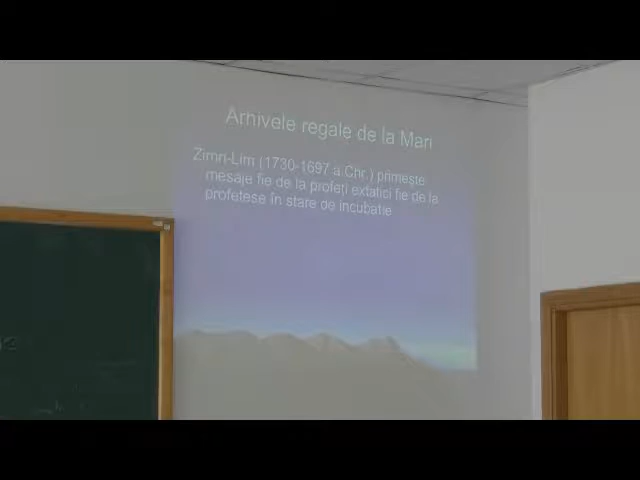 Arhivele regale de la Mari
Zimri-Lim (1730-1697 a.Chr.) primește
mesaje fie de la profeți extatici fie de la
profetese în stare de incubație